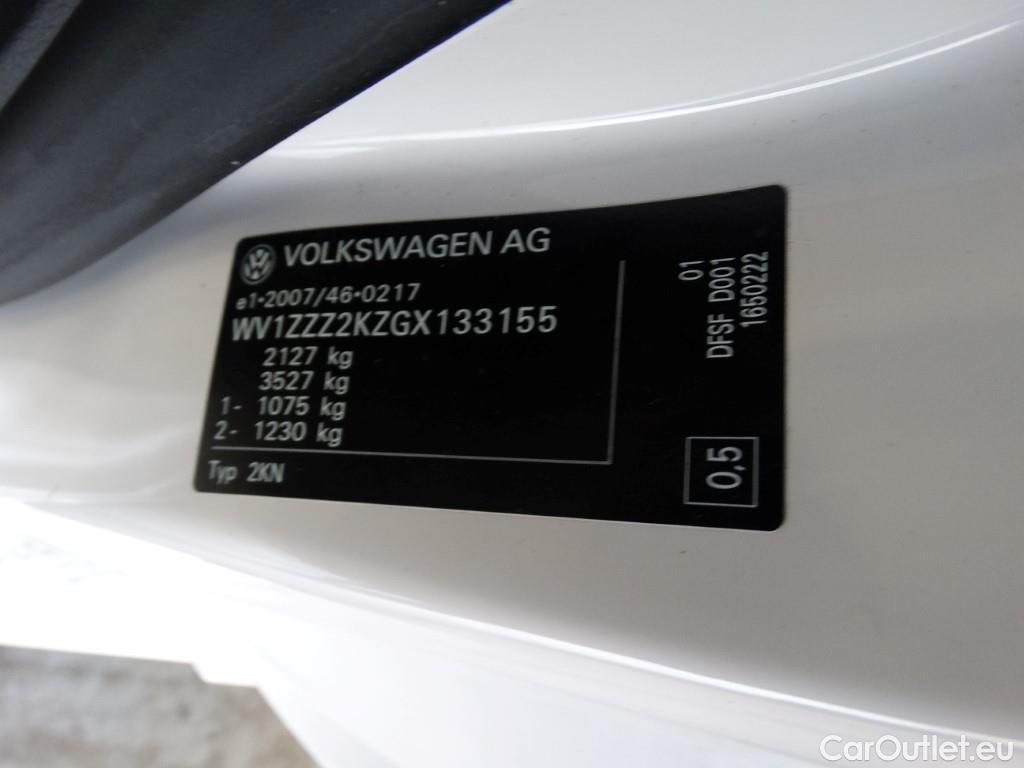 VOLKSWAGEN AG
e1*2007/46*0217
WV1ZZZ2KZGX133155
2127 kg
3527 kg
1- 1075 kg
2- 1230 kg
Typ 2KN
01
DFSF D001
1650222
0,5
CarOutlet.eu